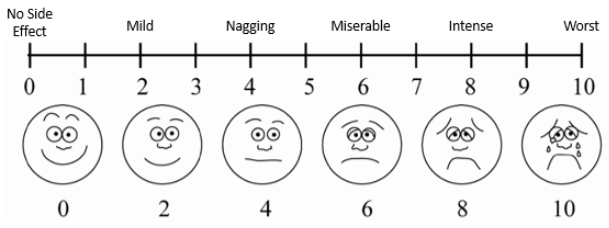 No Side
Effect
Mild Nagging Miserable Intense Worst
0 1 2 3 4 5 6 7 8 9 10
0 2 4 6 8 10